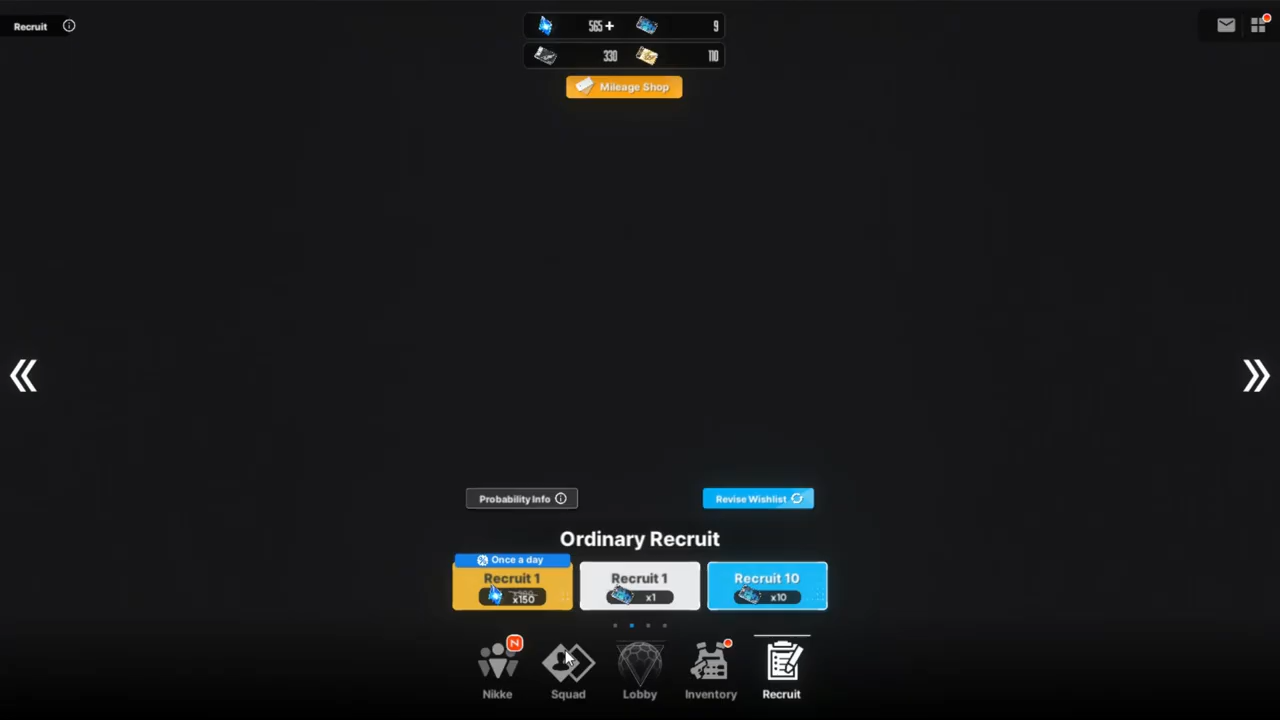 Recruit
565+
9
330
110
Mileage Shop
Probability Info
Revise Wishlist
Ordinary Recruit
Once a day
Recruit 1
x150
Recruit 1
x1
Recruit 10
x10
N
Nikke
Squad
Lobby
Inventory
Recruit